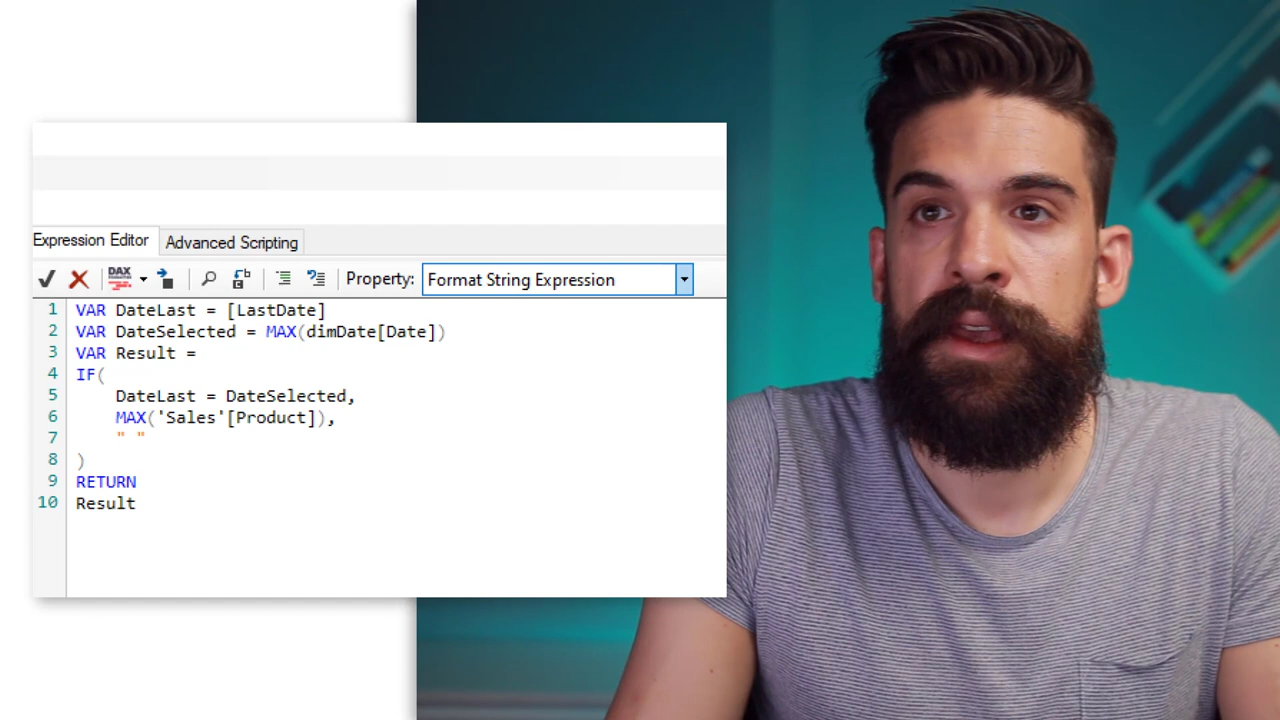 Expression Editor Advanced Scripting
DAX Property: Format String Expression
1 VAR DateLast = [LastDate]
2 VAR DateSelected = MAX(dimDate[Date])
3 VAR Result =
4 IF(
5 DateLast = DateSelected,
6 MAX('Sales'[Product]),
7 " "
8 )
9 RETURN
10 Result